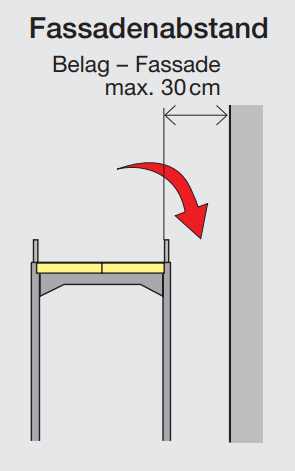 Fassadenabstand
Belag – Fassade
max. 30 cm